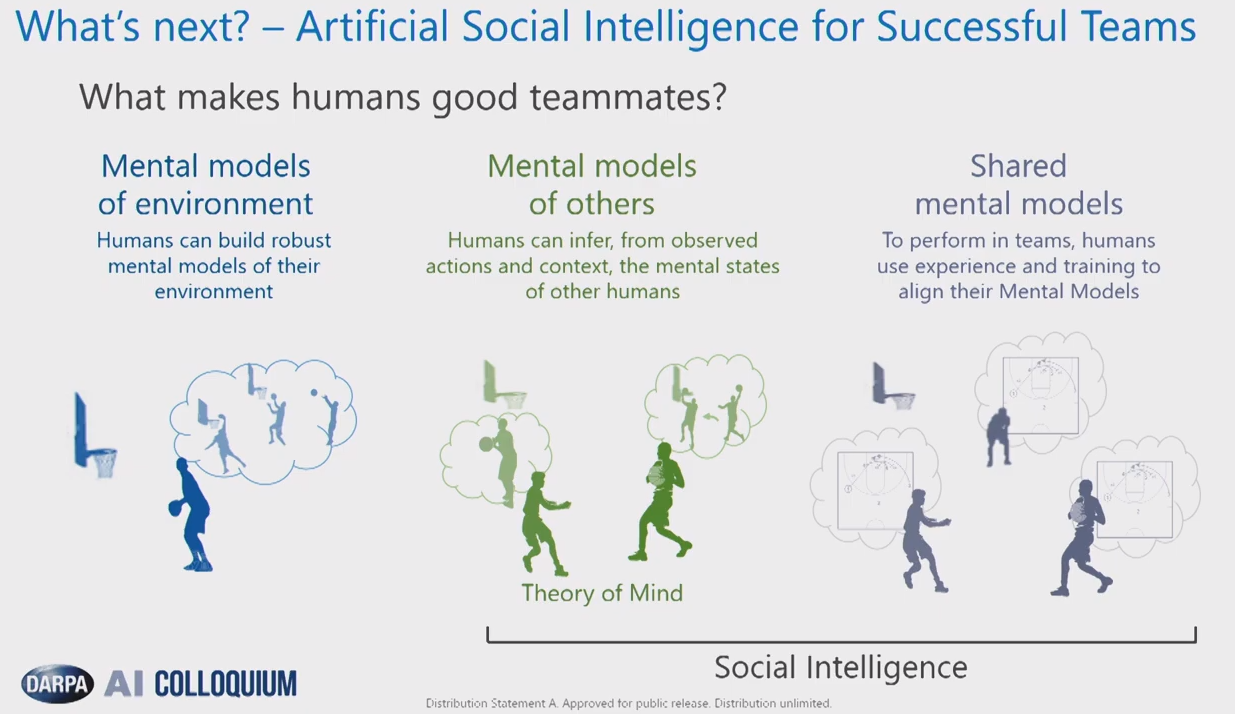 What's next? – Artificial Social Intelligence for Successful Teams
What makes humans good teammates?
Mental models
of environment
Humans can build robust
mental models of their
environment
Mental models
of others
Humans can infer, from observed
actions and context, the mental states
of other humans
Shared
mental models
To perform in teams, humans
use experience and training to
align their Mental Models
Theory of Mind
Social Intelligence
DARPA AI COLLOQUIUM
Distribution Statement A. Approved for public release. Distribution unlimited.